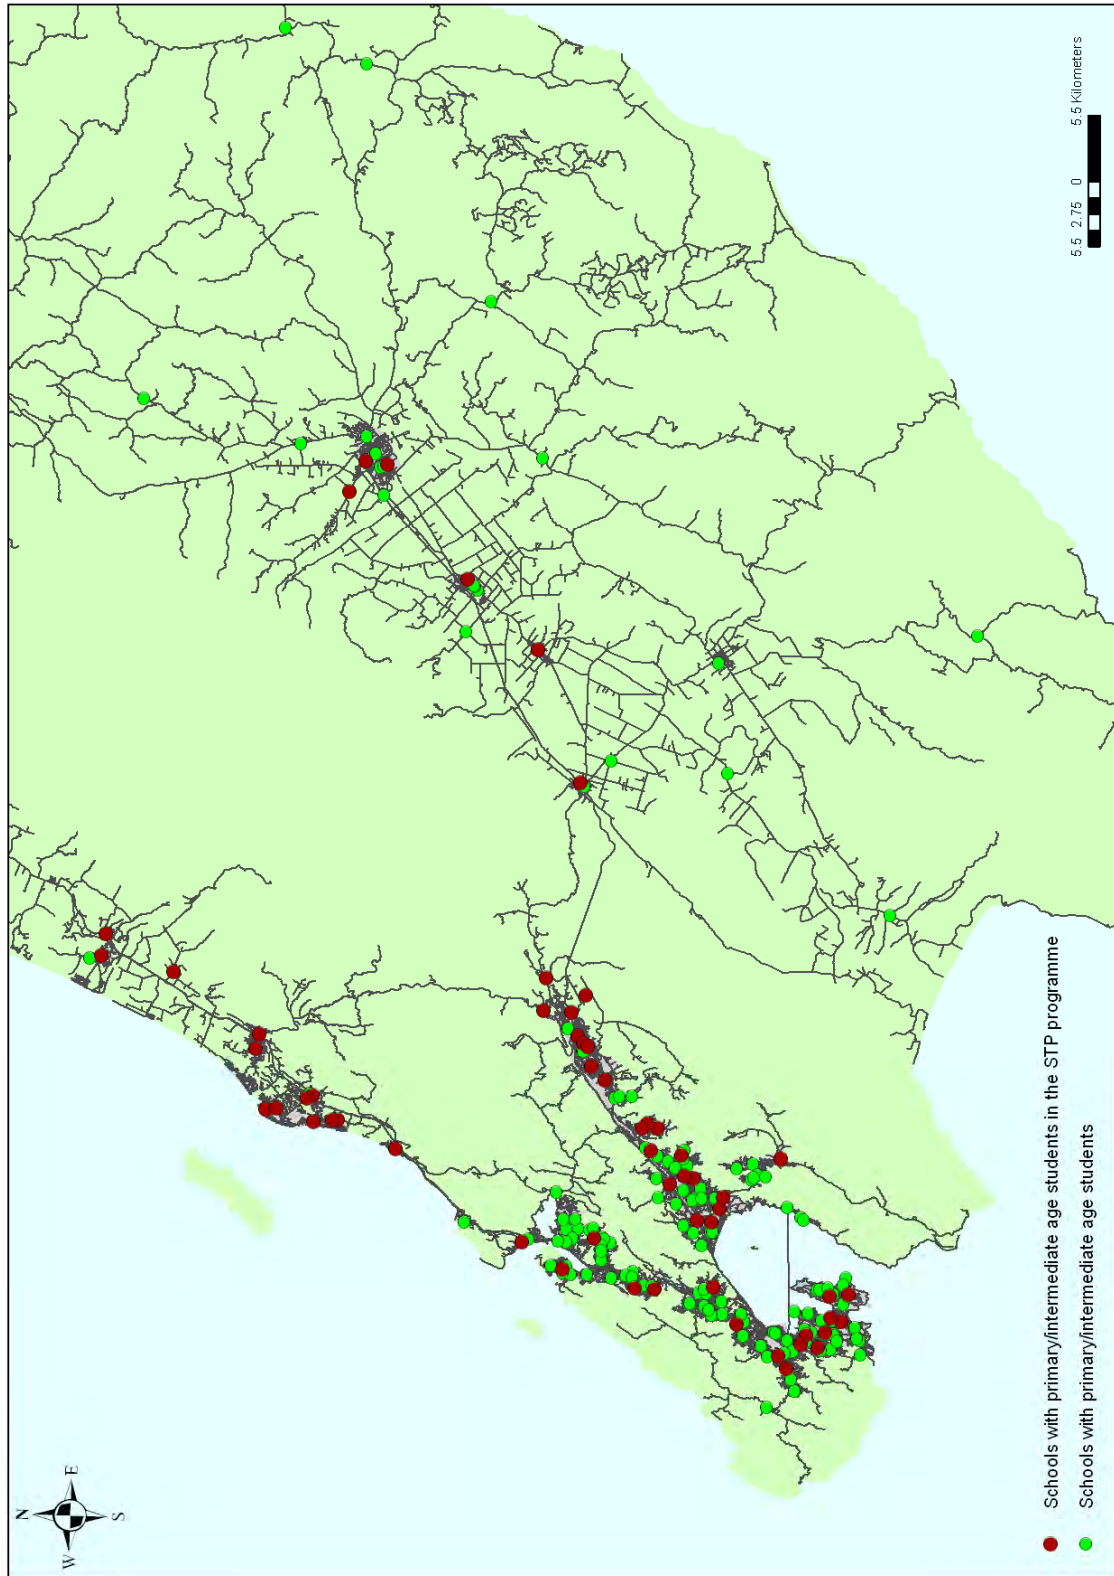 N
W E
S
5.5 2.75 0 5.5 Kilometers
Schools with primary/intermediate age students in the STP programme
Schools with primary/intermediate age students